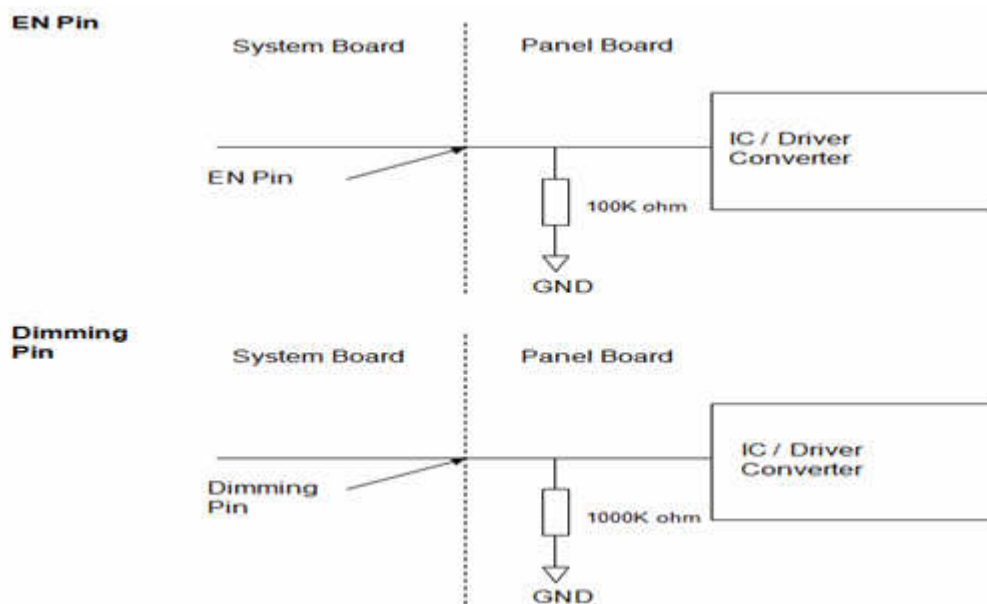 EN Pin
System Board
Panel Board
IC / Driver
Converter
EN Pin
100K ohm
GND
Dimming
Pin
System Board
Panel Board
IC / Driver
Converter
Dimming
Pin
1000K ohm
GND